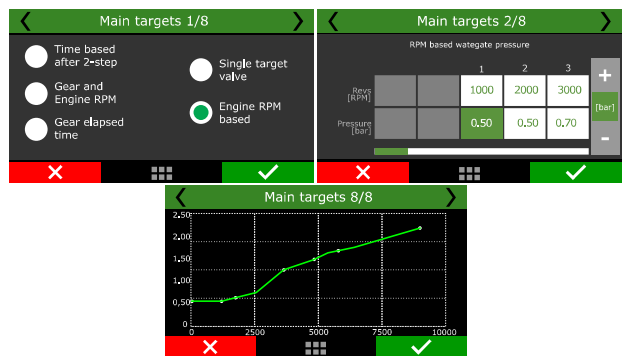 Main targets 1/8
Time based
after 2-step
Gear and
Engine RPM
Gear elapsed
time
Single target
valve
Engine RPM
based
Main targets 2/8
RPM based wategate pressure
1 2 3
Revs
[RPM]
1000 2000 3000
Pressure
[bar]
0.50 0.50 0.70
+
[bar]
-
Main targets 8/8
2.50
2.00
1.50
1.00
0,50
0
0 2500 5000 7500 10000